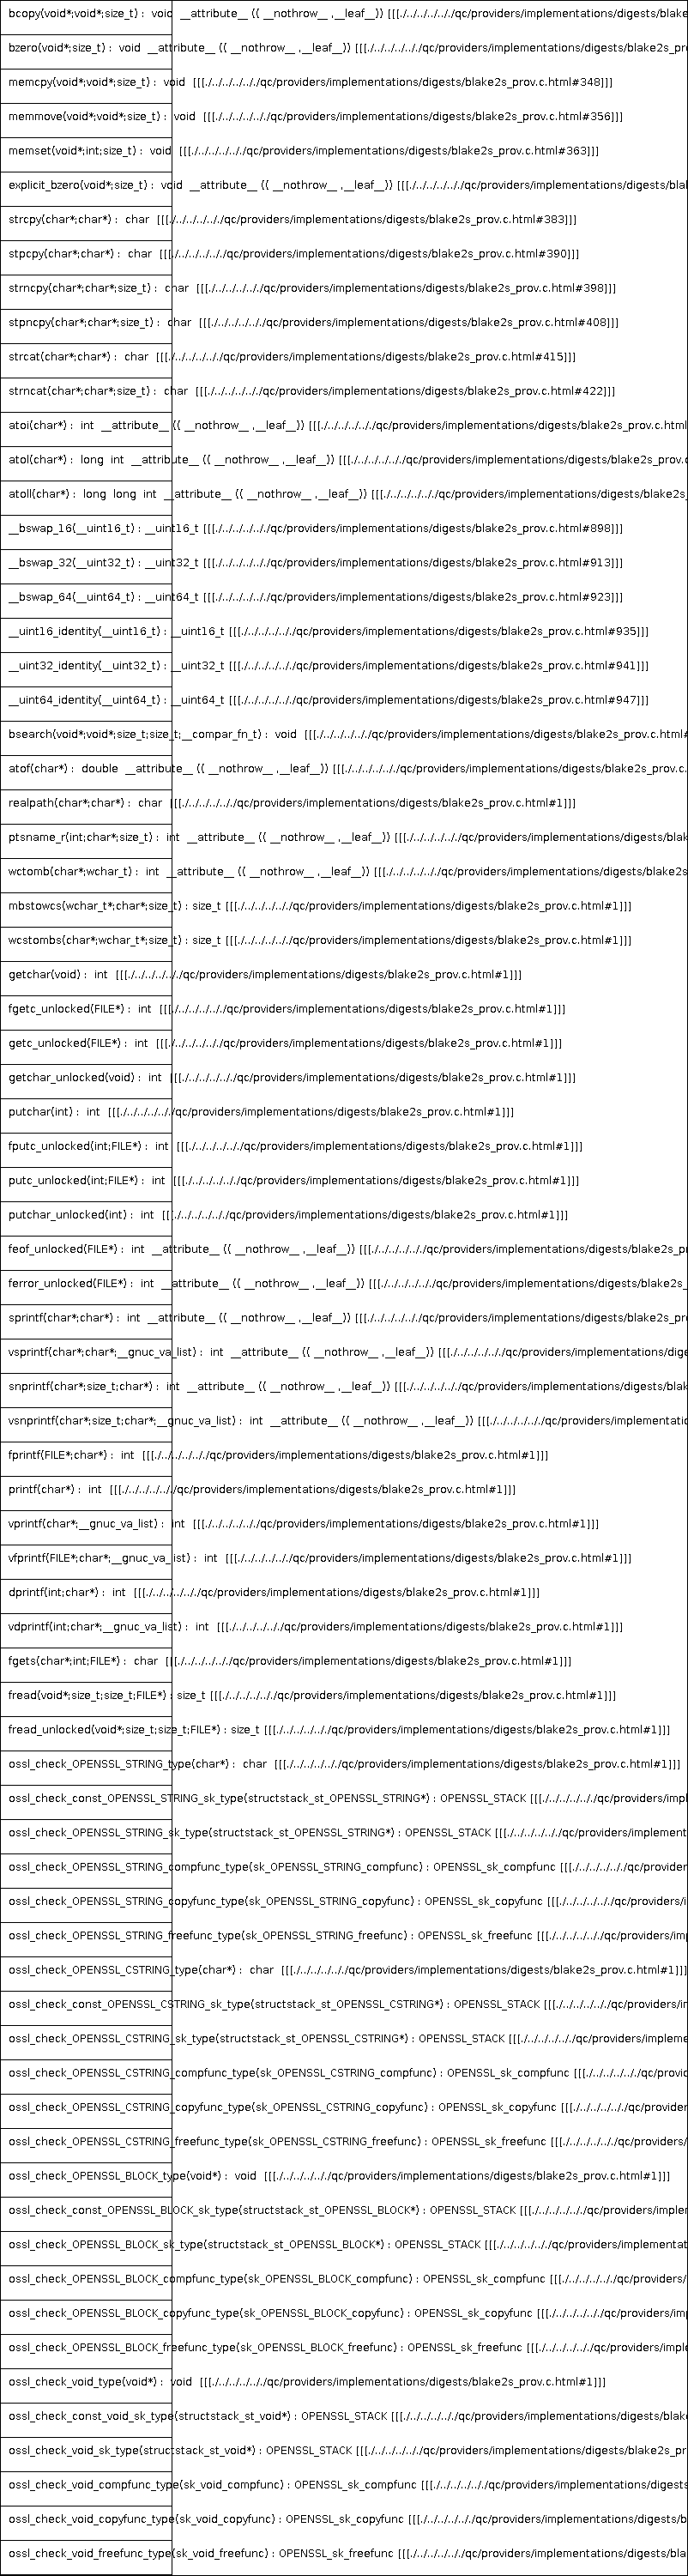 bcopy(void*;void*;size_t) : void __attribute__ (( __nothrow__ ,__leaf__)) [[[./../../../../../qc/providers/implementations/digests/blake
bzero(void*;size_t) : void __attribute__ (( __nothrow__ ,__leaf__)) [[[./../../../../../qc/providers/implementations/digests/blake2s_pr
memcpy(void*;void*;size_t) : void [[[./../../../../../qc/providers/implementations/digests/blake2s_prov.c.html#348]]]
memmove(void*;void*;size_t) : void [[[./../../../../../qc/providers/implementations/digests/blake2s_prov.c.html#356]]]
memset(void*;int;size_t) : void [[[./../../../../../qc/providers/implementations/digests/blake2s_prov.c.html#363]]]
explicit_bzero(void*;size_t) : void __attribute__ (( __nothrow__ ,__leaf__)) [[[./../../../../../qc/providers/implementations/digests/bla
strcpy(char*;char*) : char [[[./../../../../../qc/providers/implementations/digests/blake2s_prov.c.html#383]]]
stpcpy(char*;char*) : char [[[./../../../../../qc/providers/implementations/digests/blake2s_prov.c.html#390]]]
strncpy(char*;char*;size_t) : char [[[./../../../../../qc/providers/implementations/digests/blake2s_prov.c.html#398]]]
stpncpy(char*;char*;size_t) : char [[[./../../../../../qc/providers/implementations/digests/blake2s_prov.c.html#408]]]
strcat(char*;char*) : char [[[./../../../../../qc/providers/implementations/digests/blake2s_prov.c.html#415]]]
strncat(char*;char*;size_t) : char [[[./../../../../../qc/providers/implementations/digests/blake2s_prov.c.html#422]]]
atoi(char*) : int __attribute__ (( __nothrow__ ,__leaf__)) [[[./../../../../../qc/providers/implementations/digests/blake2s_prov.c.html
atol(char*) : long int __attribute__ (( __nothrow__ ,__leaf__)) [[[./../../../../../qc/providers/implementations/digests/blake2s_prov.c
atoll(char*) : long long int __attribute__ (( __nothrow__ ,__leaf__)) [[[./../../../../../qc/providers/implementations/digests/blake2s_
__bswap_16(__uint16_t) : __uint16_t [[[./../../../../../qc/providers/implementations/digests/blake2s_prov.c.html#898]]]
__bswap_32(__uint32_t) : __uint32_t [[[./../../../../../qc/providers/implementations/digests/blake2s_prov.c.html#913]]]
__bswap_64(__uint64_t) : __uint64_t [[[./../../../../../qc/providers/implementations/digests/blake2s_prov.c.html#923]]]
__uint16_identity(__uint16_t) : __uint16_t [[[./../../../../../qc/providers/implementations/digests/blake2s_prov.c.html#935]]]
__uint32_identity(__uint32_t) : __uint32_t [[[./../../../../../qc/providers/implementations/digests/blake2s_prov.c.html#941]]]
__uint64_identity(__uint64_t) : __uint64_t [[[./../../../../../qc/providers/implementations/digests/blake2s_prov.c.html#947]]]
bsearch(void*;void*;size_t;size_t;__compar_fn_t) : void [[[./../../../../../qc/providers/implementations/digests/blake2s_prov.c.html#
atof(char*) : double __attribute__ (( __nothrow__ ,__leaf__)) [[[./../../../../../qc/providers/implementations/digests/blake2s_prov.c.
realpath(char*;char*) : char [[[./../../../../../qc/providers/implementations/digests/blake2s_prov.c.html#1]]]
ptsname_r(int;char*;size_t) : int __attribute__ (( __nothrow__ ,__leaf__)) [[[./../../../../../qc/providers/implementations/digests/blak
wctomb(char*;wchar_t) : int __attribute__ (( __nothrow__ ,__leaf__)) [[[./../../../../../qc/providers/implementations/digests/blake2s
mbstowcs(wchar_t*;char*;size_t) : size_t [[[./../../../../../qc/providers/implementations/digests/blake2s_prov.c.html#1]]]
wcstombs(char*;wchar_t*;size_t) : size_t [[[./../../../../../qc/providers/implementations/digests/blake2s_prov.c.html#1]]]
getchar(void) : int [[[./../../../../../qc/providers/implementations/digests/blake2s_prov.c.html#1]]]
fgetc_unlocked(FILE*) : int [[[./../../../../../qc/providers/implementations/digests/blake2s_prov.c.html#1]]]
getc_unlocked(FILE*) : int [[[./../../../../../qc/providers/implementations/digests/blake2s_prov.c.html#1]]]
getchar_unlocked(void) : int [[[./../../../../../qc/providers/implementations/digests/blake2s_prov.c.html#1]]]
putchar(int) : int [[[./../../../../../qc/providers/implementations/digests/blake2s_prov.c.html#1]]]
fputc_unlocked(int;FILE*) : int [[[./../../../../../qc/providers/implementations/digests/blake2s_prov.c.html#1]]]
putc_unlocked(int;FILE*) : int [[[./../../../../../qc/providers/implementations/digests/blake2s_prov.c.html#1]]]
putchar_unlocked(int) : int [[[./../../../../../qc/providers/implementations/digests/blake2s_prov.c.html#1]]]
feof_unlocked(FILE*) : int __attribute__ (( __nothrow__ ,__leaf__)) [[[./../../../../../qc/providers/implementations/digests/blake2s_pr
ferror_unlocked(FILE*) : int __attribute__ (( __nothrow__ ,__leaf__)) [[[./../../../../../qc/providers/implementations/digests/blake2s_
sprintf(char*;char*) : int __attribute__ (( __nothrow__ ,__leaf__)) [[[./../../../../../qc/providers/implementations/digests/blake2s_pro
vsprintf(char*;char*;__gnuc_va_list) : int __attribute__ (( __nothrow__ ,__leaf__)) [[[./../../../../../qc/providers/implementations/dige
snprintf(char*;size_t;char*) : int __attribute__ (( __nothrow__ ,__leaf__)) [[[./../../../../../qc/providers/implementations/digests/blak
vsnprintf(char*;size_t;char*;__gnuc_va_list) : int __attribute__ (( __nothrow__ ,__leaf__)) [[[./../../../../../qc/providers/implementatio
fprintf(FILE*;char*) : int [[[./../../../../../qc/providers/implementations/digests/blake2s_prov.c.html#1]]]
printf(char*) : int [[[./../../../../../qc/providers/implementations/digests/blake2s_prov.c.html#1]]]
vprintf(char*;__gnuc_va_list) : int [[[./../../../../../qc/providers/implementations/digests/blake2s_prov.c.html#1]]]
vfprintf(FILE*;char*;__gnuc_va_list) : int [[[./../../../../../qc/providers/implementations/digests/blake2s_prov.c.html#1]]]
dprintf(int;char*) : int [[[./../../../../../qc/providers/implementations/digests/blake2s_prov.c.html#1]]]
vdprintf(int;char*;__gnuc_va_list) : int [[[./../../../../../qc/providers/implementations/digests/blake2s_prov.c.html#1]]]
fgets(char*;int;FILE*) : char [[[./../../../../../qc/providers/implementations/digests/blake2s_prov.c.html#1]]]
fread(void*;size_t;size_t;FILE*) : size_t [[[./../../../../../qc/providers/implementations/digests/blake2s_prov.c.html#1]]]
fread_unlocked(void*;size_t;size_t;FILE*) : size_t [[[./../../../../../qc/providers/implementations/digests/blake2s_prov.c.html#1]]]
ossl_check_OPENSSL_STRING_type(char*) : char [[[./../../../../../qc/providers/implementations/digests/blake2s_prov.c.html#1]]]
ossl_check_const_OPENSSL_STRING_sk_type(structstack_st_OPENSSL_STRING*) : OPENSSL_STACK [[[./../../../../../qc/providers/impl
ossl_check_OPENSSL_STRING_sk_type(structstack_st_OPENSSL_STRING*) : OPENSSL_STACK [[[./../../../../../qc/providers/implement
ossl_check_OPENSSL_STRING_compfunc_type(sk_OPENSSL_STRING_compfunc) : OPENSSL_sk_compfunc [[[./../../../../../qc/provider
ossl_check_OPENSSL_STRING_copyfunc_type(sk_OPENSSL_STRING_copyfunc) : OPENSSL_sk_copyfunc [[[./../../../../../qc/providers/i
ossl_check_OPENSSL_STRING_freefunc_type(sk_OPENSSL_STRING_freefunc) : OPENSSL_sk_freefunc [[[./../../../../../qc/providers/im
ossl_check_OPENSSL_CSTRING_type(char*) : char [[[./../../../../../qc/providers/implementations/digests/blake2s_prov.c.html#1]]]
ossl_check_const_OPENSSL_CSTRING_sk_type(structstack_st_OPENSSL_CSTRING*) : OPENSSL_STACK [[[./../../../../../qc/providers/i
ossl_check_OPENSSL_CSTRING_sk_type(structstack_st_OPENSSL_CSTRING*) : OPENSSL_STACK [[[./../../../../../qc/providers/impleme
ossl_check_OPENSSL_CSTRING_compfunc_type(sk_OPENSSL_CSTRING_compfunc) : OPENSSL_sk_compfunc [[[./../../../../../qc/provid
ossl_check_OPENSSL_CSTRING_copyfunc_type(sk_OPENSSL_CSTRING_copyfunc) : OPENSSL_sk_copyfunc [[[./../../../../../qc/provider
ossl_check_OPENSSL_CSTRING_freefunc_type(sk_OPENSSL_CSTRING_freefunc) : OPENSSL_sk_freefunc [[[./../../../../../qc/providers/
ossl_check_OPENSSL_BLOCK_type(void*) : void [[[./../../../../../qc/providers/implementations/digests/blake2s_prov.c.html#1]]]
ossl_check_const_OPENSSL_BLOCK_sk_type(structstack_st_OPENSSL_BLOCK*) : OPENSSL_STACK [[[./../../../../../qc/providers/imple
ossl_check_OPENSSL_BLOCK_sk_type(structstack_st_OPENSSL_BLOCK*) : OPENSSL_STACK [[[./../../../../../qc/providers/implementat
ossl_check_OPENSSL_BLOCK_compfunc_type(sk_OPENSSL_BLOCK_compfunc) : OPENSSL_sk_compfunc [[[./../../../../../qc/providers/
ossl_check_OPENSSL_BLOCK_copyfunc_type(sk_OPENSSL_BLOCK_copyfunc) : OPENSSL_sk_copyfunc [[[./../../../../../qc/providers/im
ossl_check_OPENSSL_BLOCK_freefunc_type(sk_OPENSSL_BLOCK_freefunc) : OPENSSL_sk_freefunc [[[./../../../../../qc/providers/imple
ossl_check_void_type(void*) : void [[[./../../../../../qc/providers/implementations/digests/blake2s_prov.c.html#1]]]
ossl_check_const_void_sk_type(structstack_st_void*) : OPENSSL_STACK [[[./../../../../../qc/providers/implementations/digests/blak
ossl_check_void_sk_type(structstack_st_void*) : OPENSSL_STACK [[[./../../../../../qc/providers/implementations/digests/blake2s_pr
ossl_check_void_compfunc_type(sk_void_compfunc) : OPENSSL_sk_compfunc [[[./../../../../../qc/providers/implementations/digests
ossl_check_void_copyfunc_type(sk_void_copyfunc) : OPENSSL_sk_copyfunc [[[./../../../../../qc/providers/implementations/digests/b
ossl_check_void_freefunc_type(sk_void_freefunc) : OPENSSL_sk_freefunc [[[./../../../../../qc/providers/implementations/digests/bla